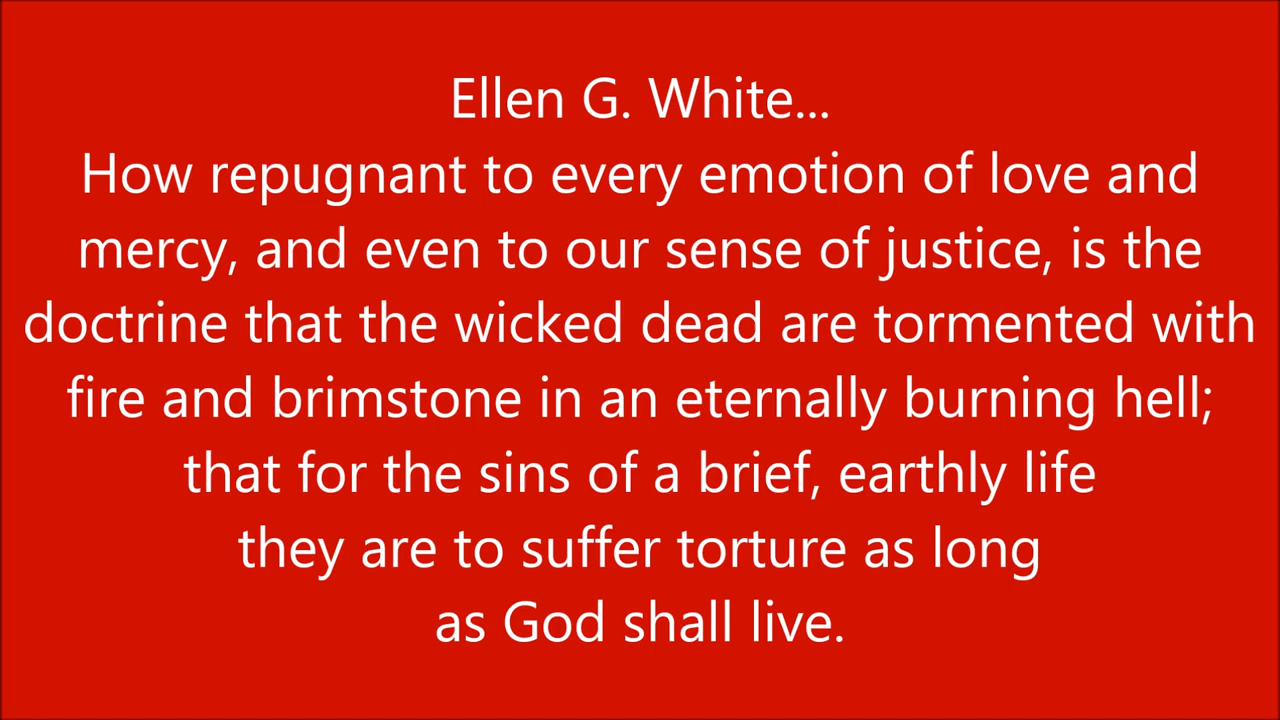 Ellen G. White...
How repugnant to every emotion of love and
mercy, and even to our sense of justice, is the
doctrine that the wicked dead are tormented with
fire and brimstone in an eternally burning hell;
that for the sins of a brief, earthly life
they are to suffer torture as long
as God shall live.